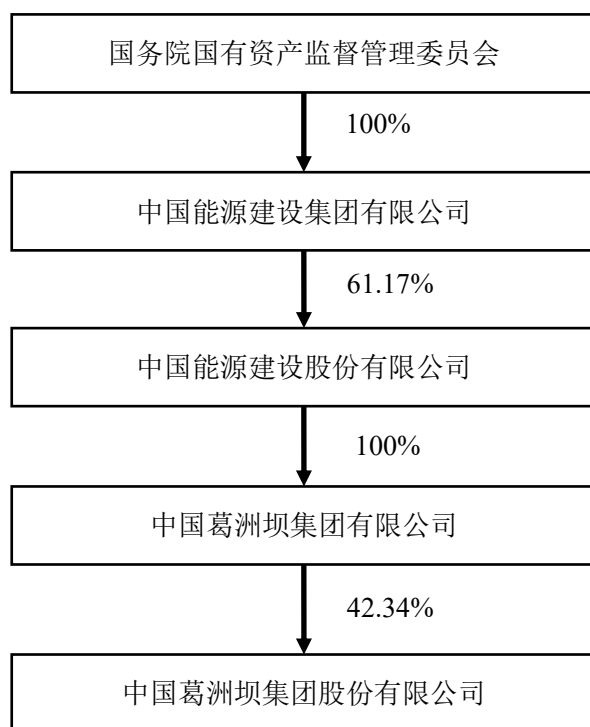 国务院国有资产监督管理委员会
100%
中国能源建设集团有限公司
61.17%
中国能源建设股份有限公司
100%
中国葛洲坝集团有限公司
42.34%
中国葛洲坝集团股份有限公司